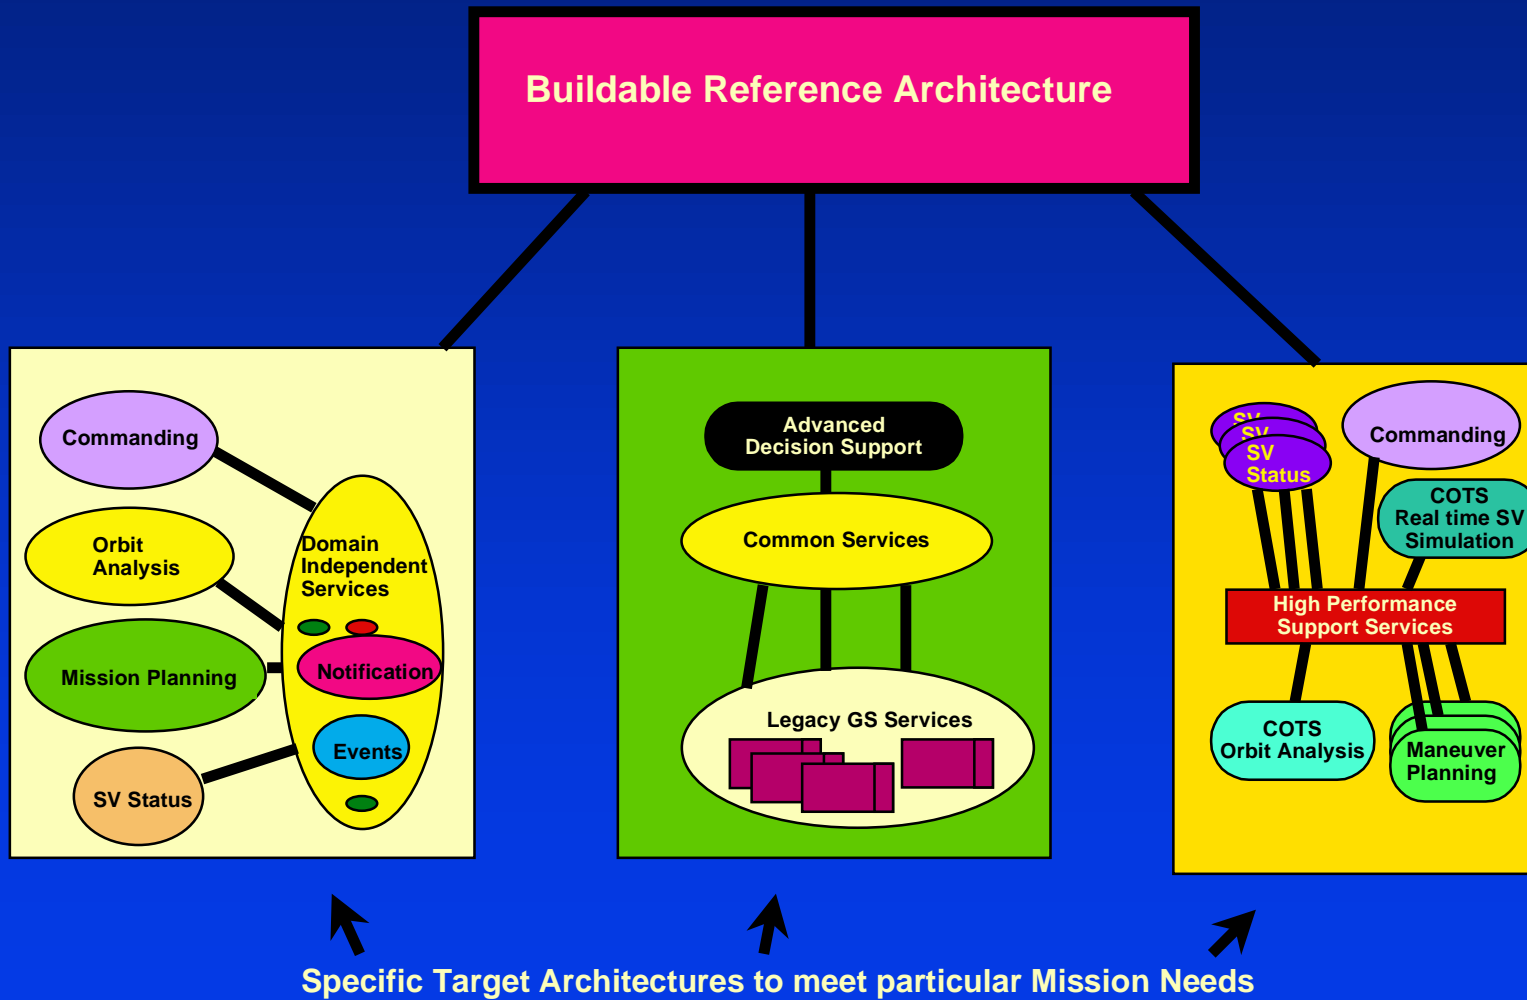 Buildable Reference Architecture
Commanding
Orbit
Analysis
Mission Planning
SV Status
Domain
Independent
Services
Notification
Events
Advanced
Decision Support
Common Services
Legacy GS Services
SV
SV
SV
Status
Commanding
COTS
Real time SV
Simulation
High Performance
Support Services
COTS
Orbit Analysis
Maneuver
Planning
Specific Target Architectures to meet particular Mission Needs